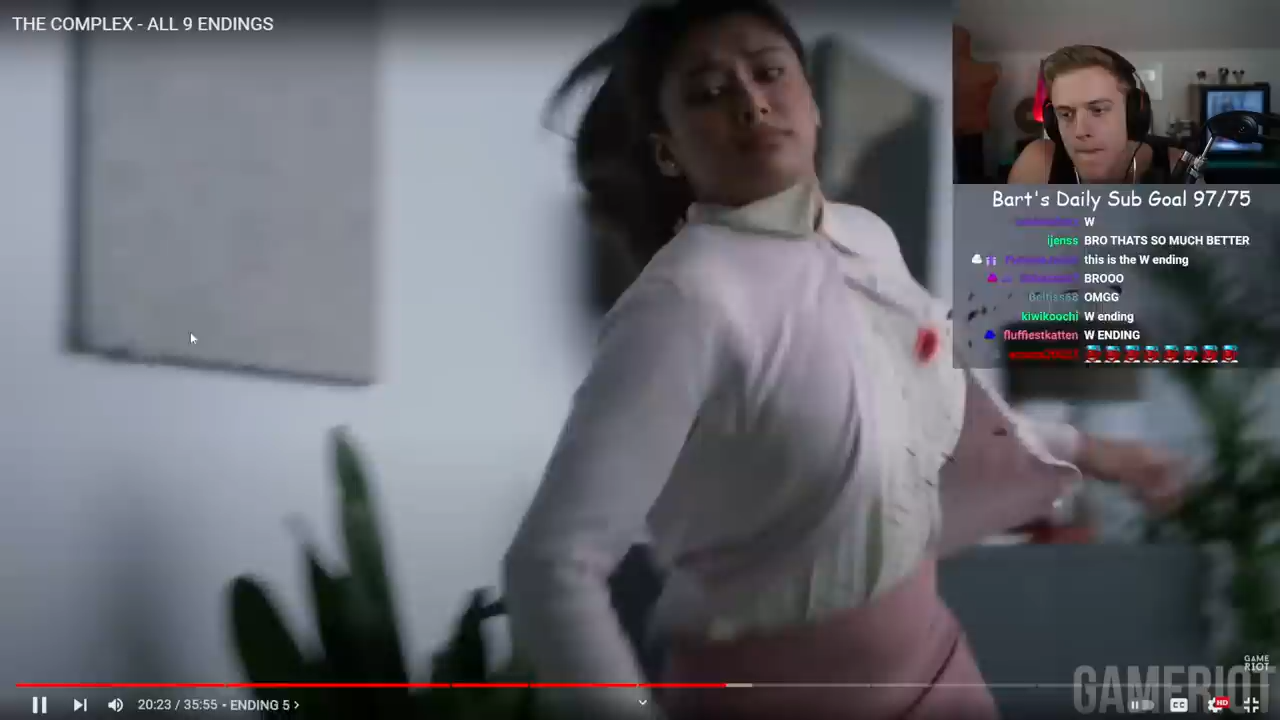 THE COMPLEX - ALL 9 ENDINGS
Bart's Daily Sub Goal 97/75
W
ijenss BRO THATS SO MUCH BETTER
this is the W ending
BROOO
OMGG
kiwikoochi W ending
fluffiestkatten W ENDING
20:23 / 35:55 • ENDING 5 >
HD
GAME RIOT
GAMERIOT